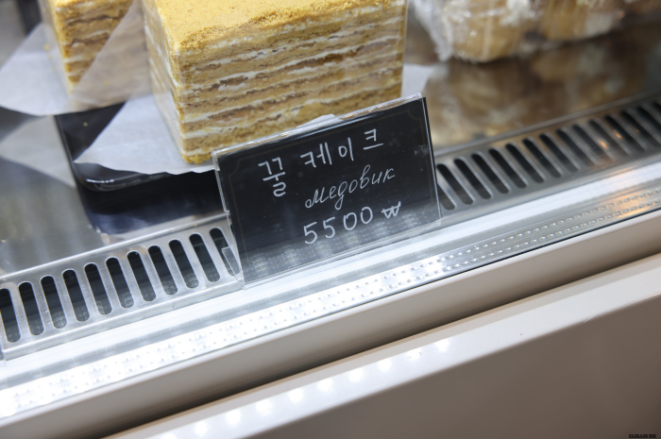 꿀 케이크
медовик
5500 ₩